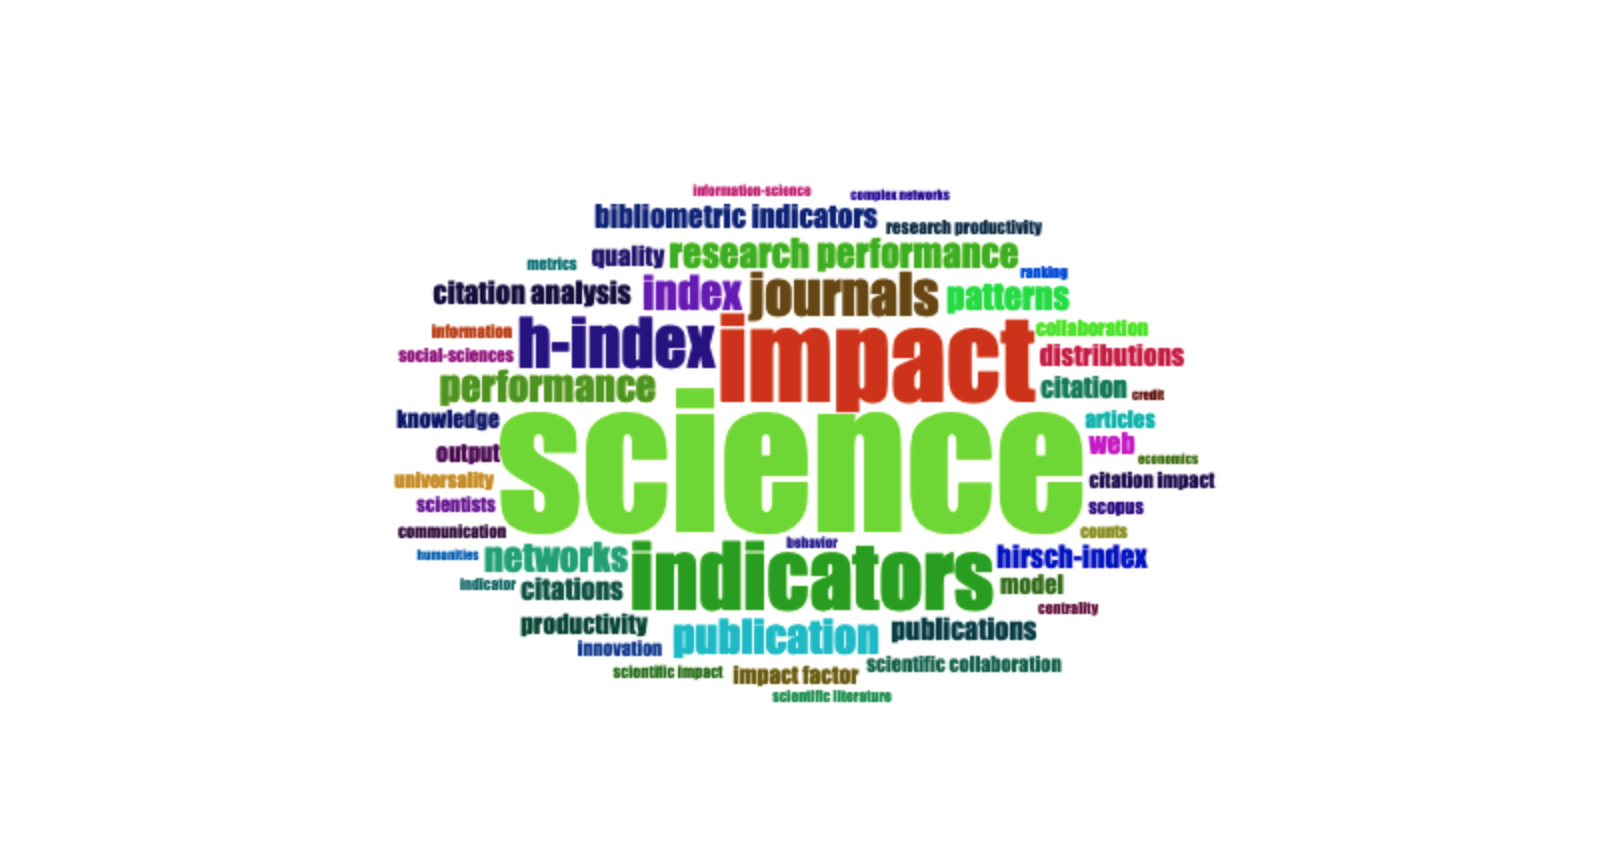 information-science
complex networks
bibliometric indicators
research productivity
quality
research performance
metrics
ranking
citation analysis
index
journals
patterns
information
h-index
impact
collaboration
social-sciences
distributions
performance
citation
credit
knowledge
science
articles
output
web
economics
universality
citation impact
scientists
scopus
communication
counts
behavior
humanities
networks
indicators
hirsch-index
indicator
citations
model
centrality
productivity
publication
publications
innovation
scientific collaboration
scientific impact
impact factor
scientific literature